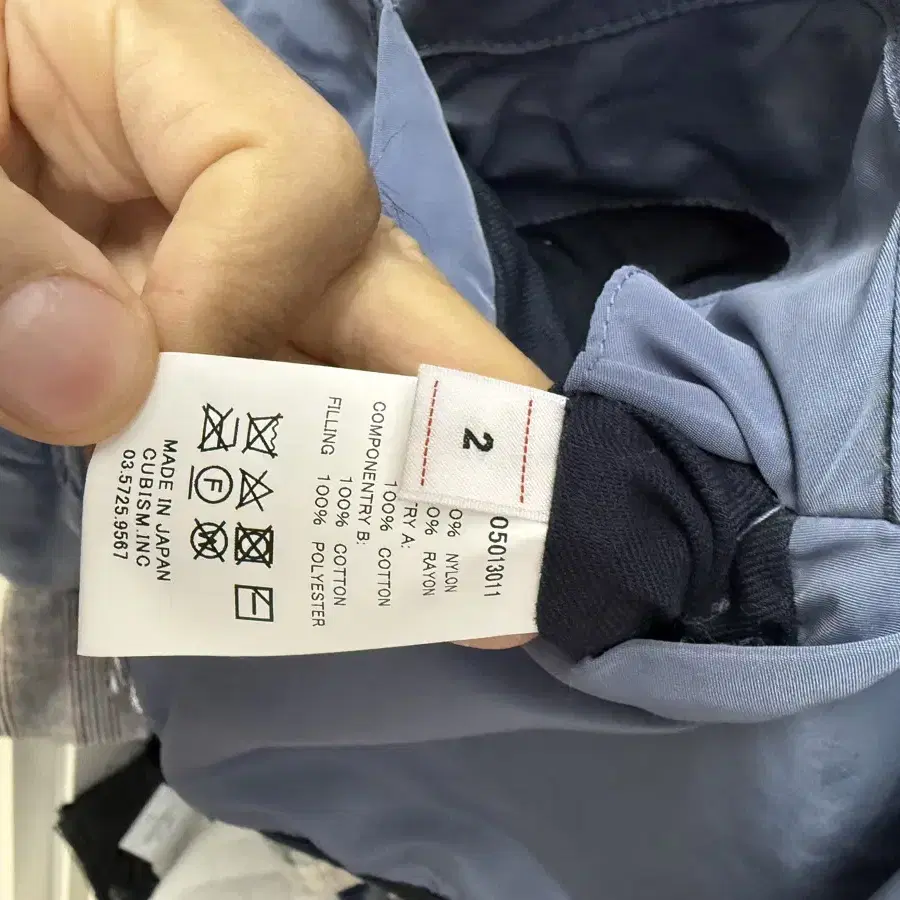 2
05013011
0% NYLON
0% RAYON
RY A:
100% COTTON
COMPONENTRY B:
100% COTTON
FILLING 100% POLYESTER
F
MADE IN JAPAN
CUBISM.INC
03.5725.9567